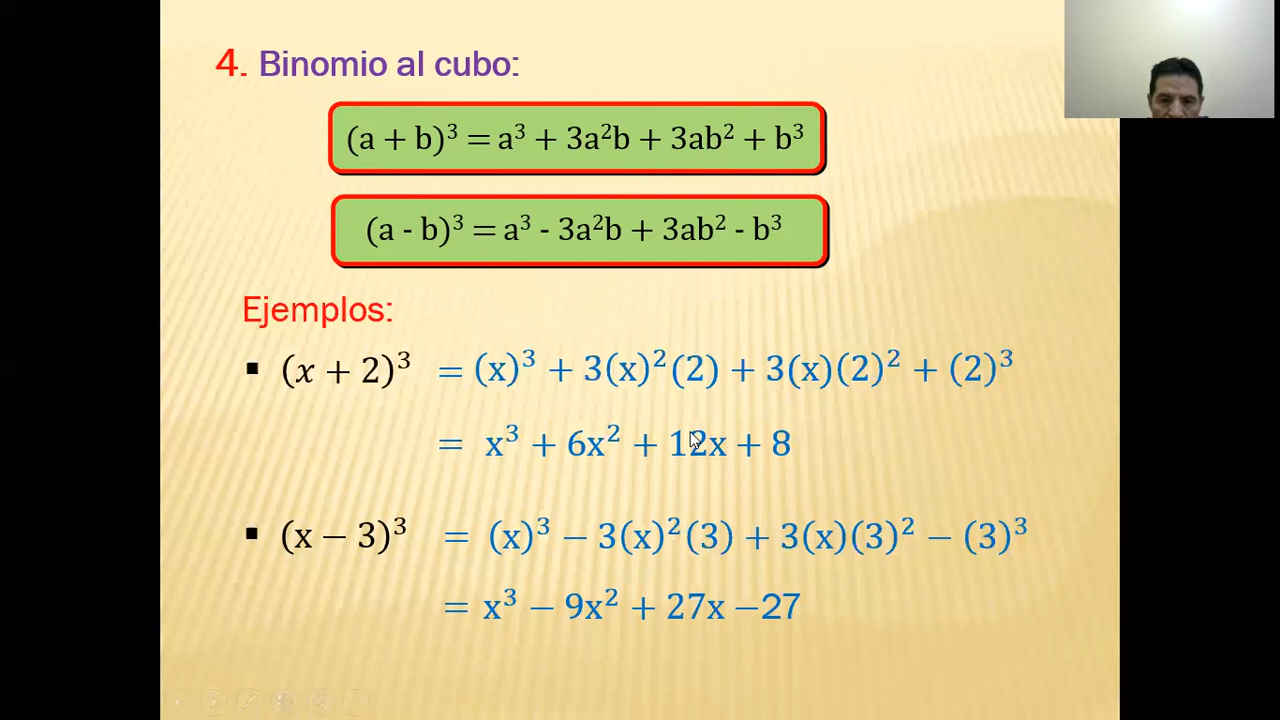 4. Binomio al cubo:
(a + b)³ = a³ + 3a²b + 3ab² + b³
(a - b)³ = a³ - 3a²b + 3ab² - b³
Ejemplos:
▪ (x + 2)³ = (x)³ + 3(x)²(2) + 3(x)(2)² + (2)³
= x³ + 6x² + 12x + 8
▪ (x − 3)³ = (x)³ − 3(x)²(3) + 3(x)(3)² − (3)³
= x³ − 9x² + 27x −27